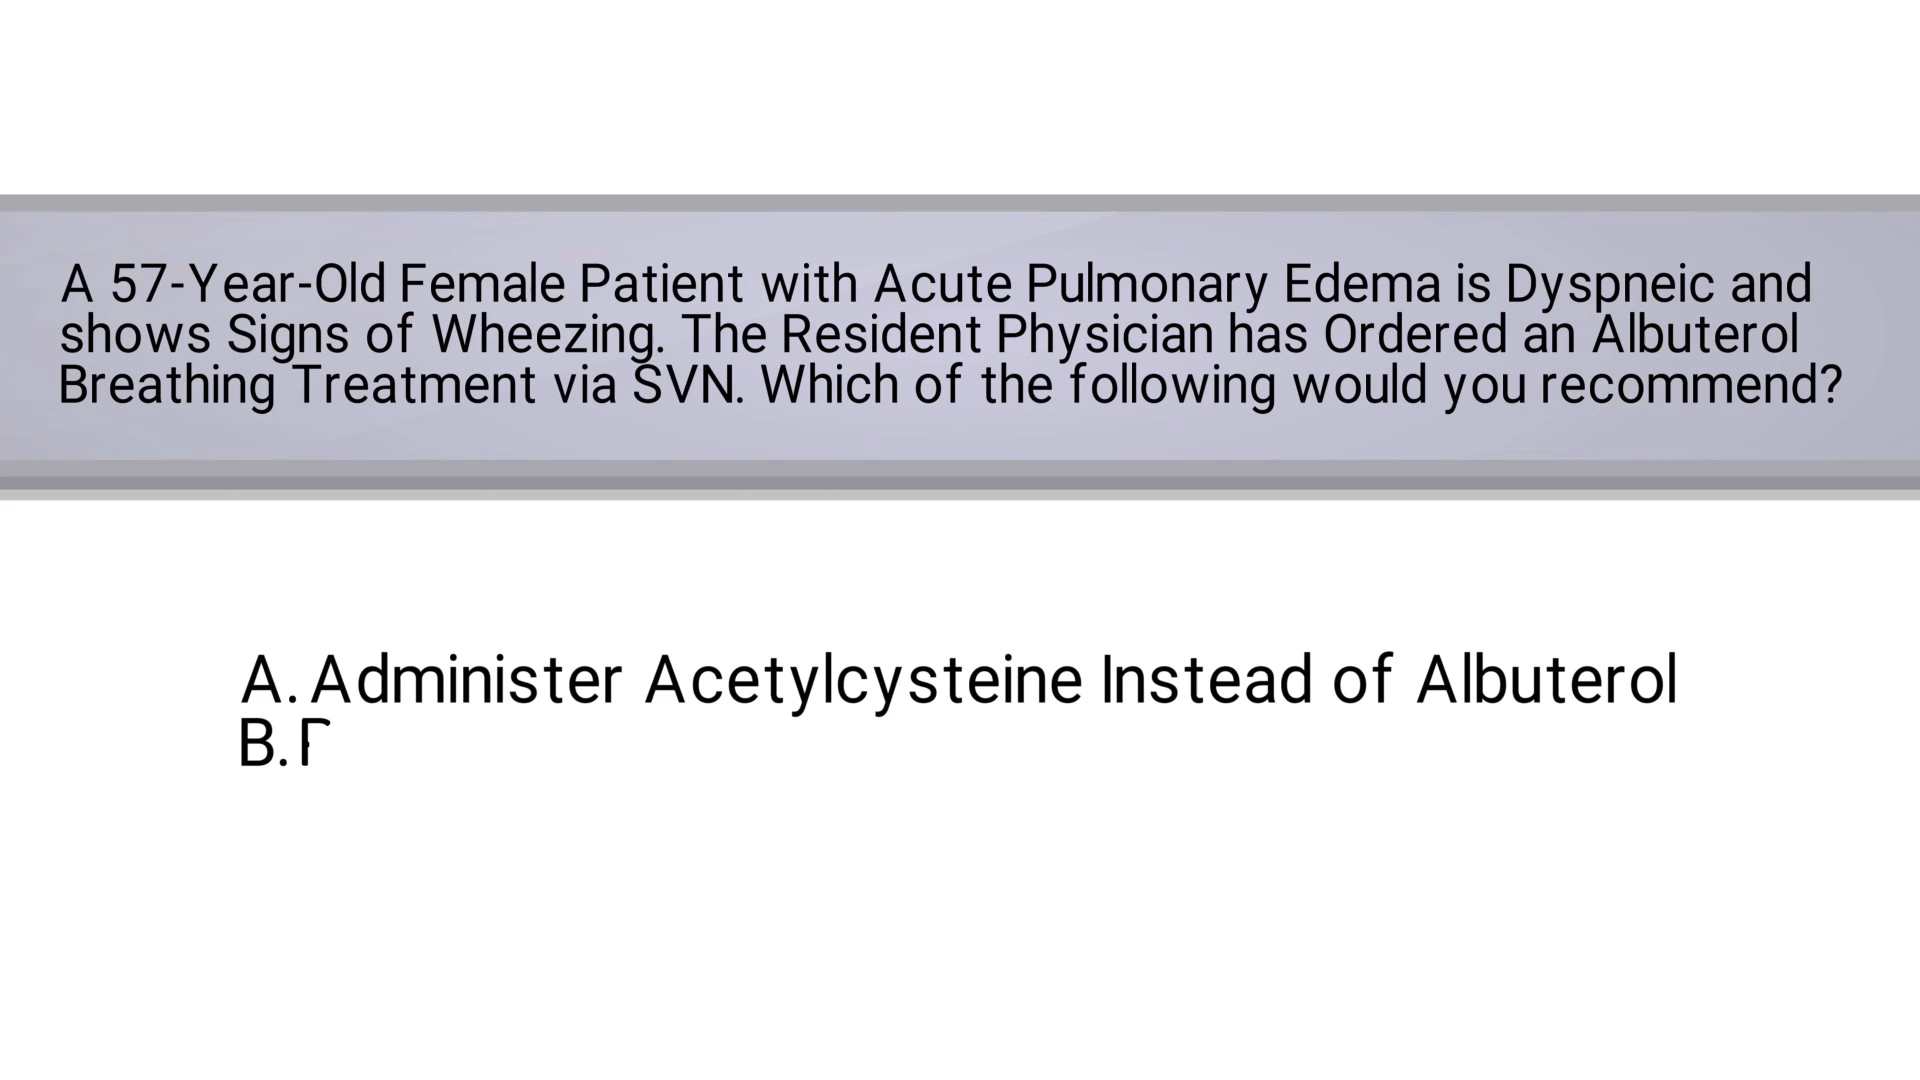 A 57-Year-Old Female Patient with Acute Pulmonary Edema is Dyspneic and
shows Signs of Wheezing. The Resident Physician has Ordered an Albuterol
Breathing Treatment via SVN. Which of the following would you recommend?
A. Administer Acetylcysteine Instead of Albuterol
B.